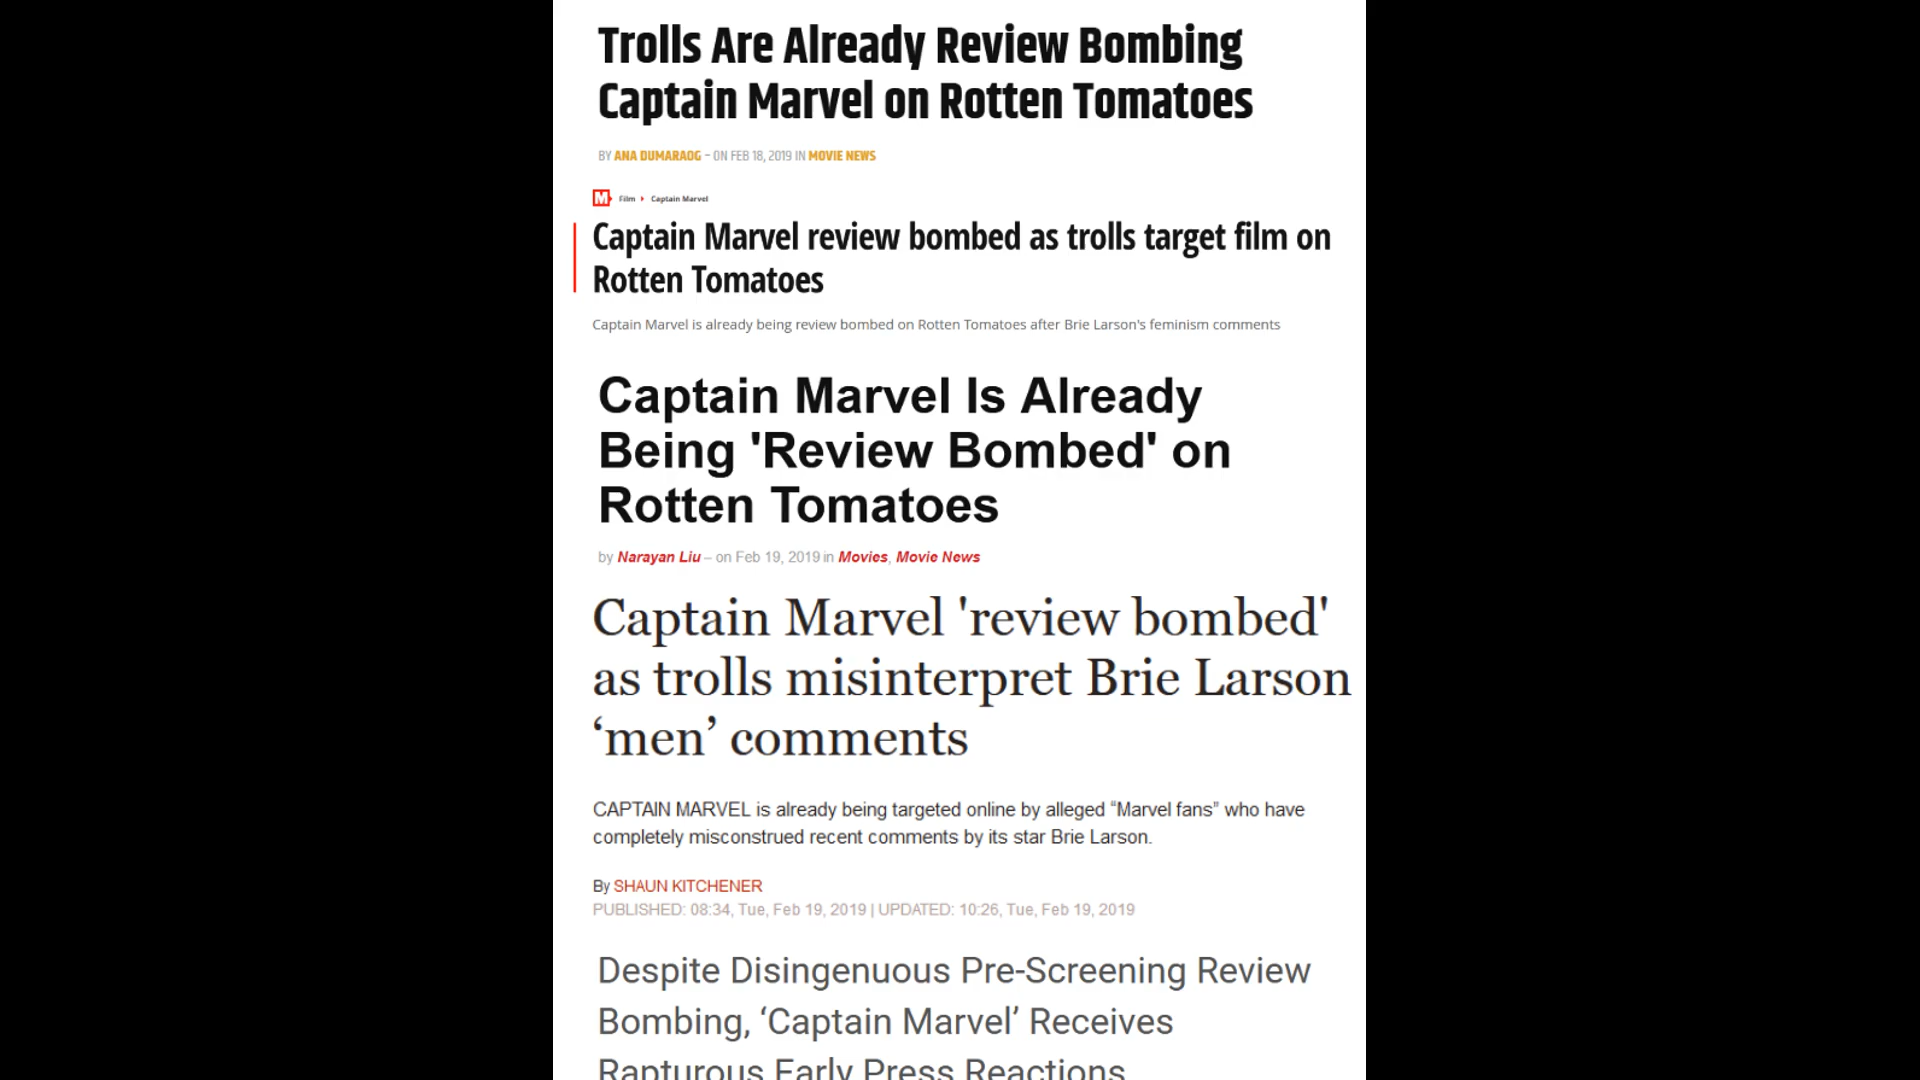 Trolls Are Already Review Bombing
Captain Marvel on Rotten Tomatoes
BY ANA DUMARAOG – ON FEB 18, 2019 IN MOVIE NEWS
M Film Captain Marvel
Captain Marvel review bombed as trolls target film on
Rotten Tomatoes
Captain Marvel is already being review bombed on Rotten Tomatoes after Brie Larson's feminism comments
Captain Marvel Is Already
Being 'Review Bombed' on
Rotten Tomatoes
by Narayan Liu – on Feb 19, 2019 in Movies, Movie News
Captain Marvel 'review bombed'
as trolls misinterpret Brie Larson
‘men’ comments
CAPTAIN MARVEL is already being targeted online by alleged “Marvel fans” who have
completely misconstrued recent comments by its star Brie Larson.
By SHAUN KITCHENER
PUBLISHED: 08:34, Tue, Feb 19, 2019 | UPDATED: 10:26, Tue, Feb 19, 2019
Despite Disingenuous Pre-Screening Review
Bombing, ‘Captain Marvel’ Receives
Rapturous Early Press Reactions